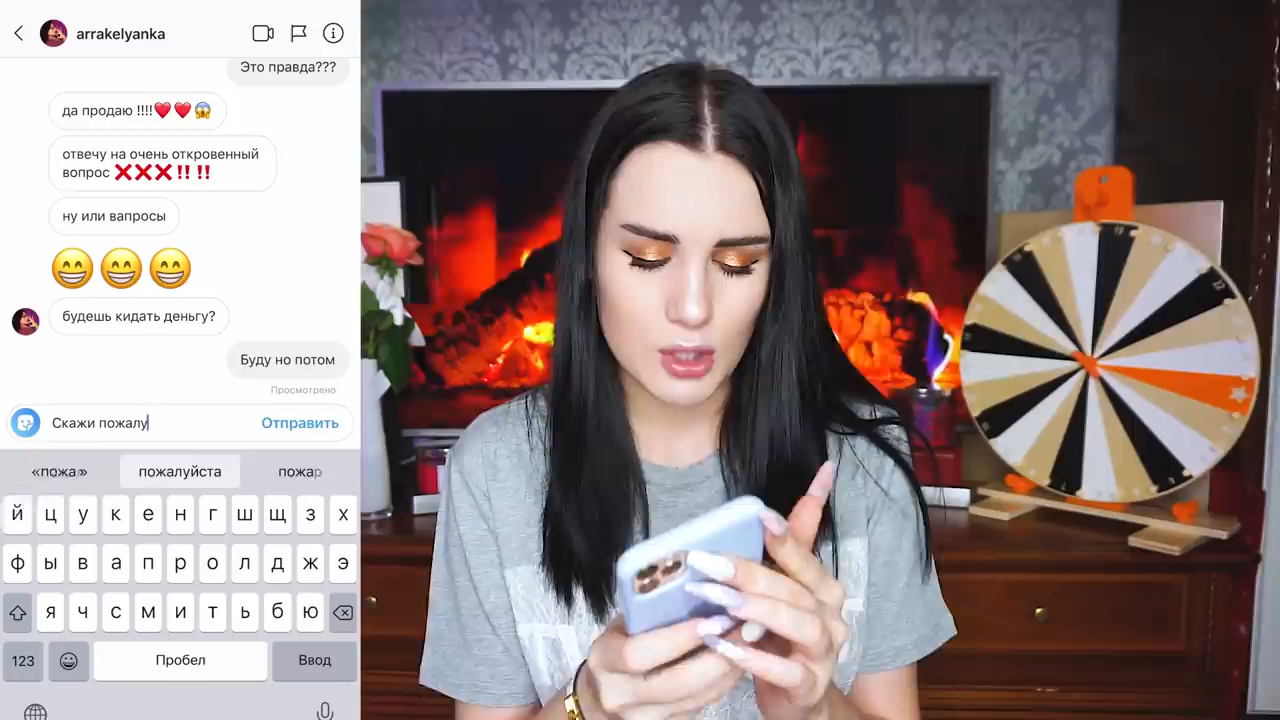 arrakelyanka
Это правда???
да продаю !!!!❤️❤️😱
отвечу на очень откровенный
вопрос ❌❌❌‼️‼️
ну или вапросы
😁😁😁
будешь кидать деньгу?
Буду но потом
Просмотрено
Скажи пожалу
Отправить
«пожа»
пожалуйста
пожар
й ц у к е н г ш щ з х
ф ы в а п р о л д ж э
я ч с м и т ь б ю
123
Пробел
Ввод